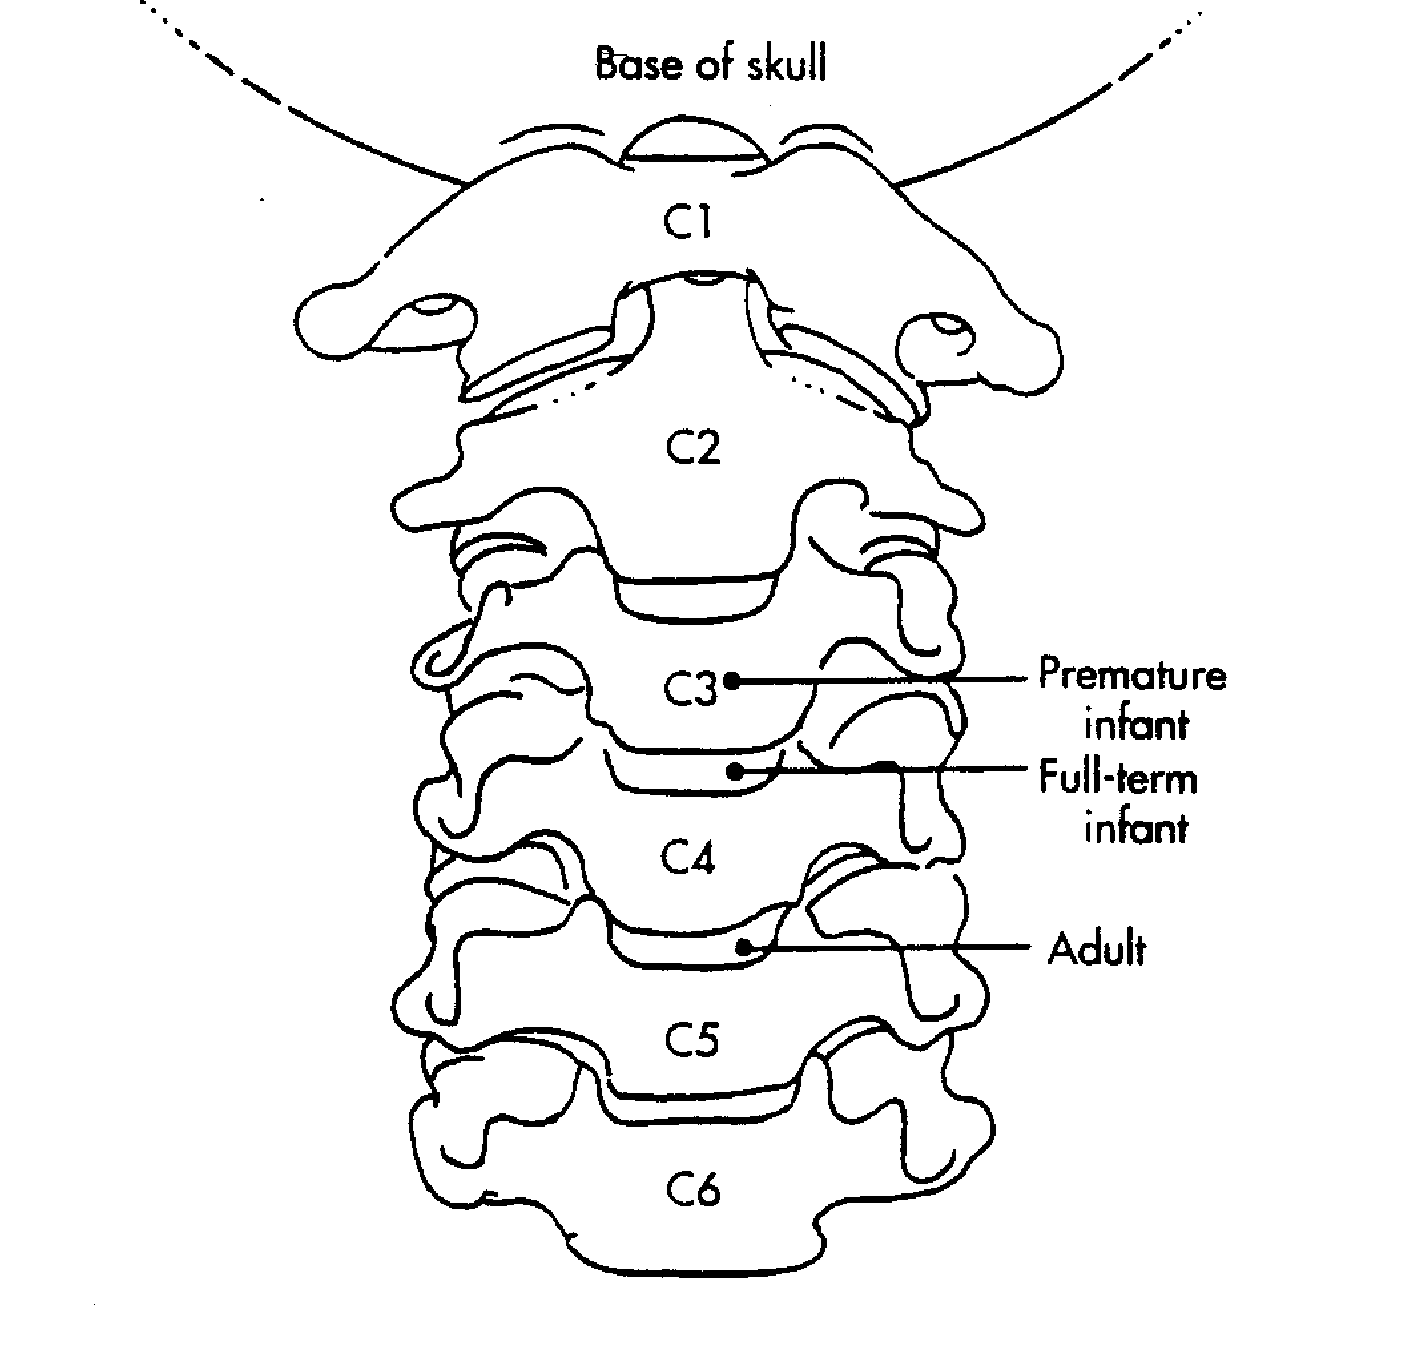 Base of skull
C1
C2
C3
Premature
infant
Full-term
infant
C4
Adult
C5
C6